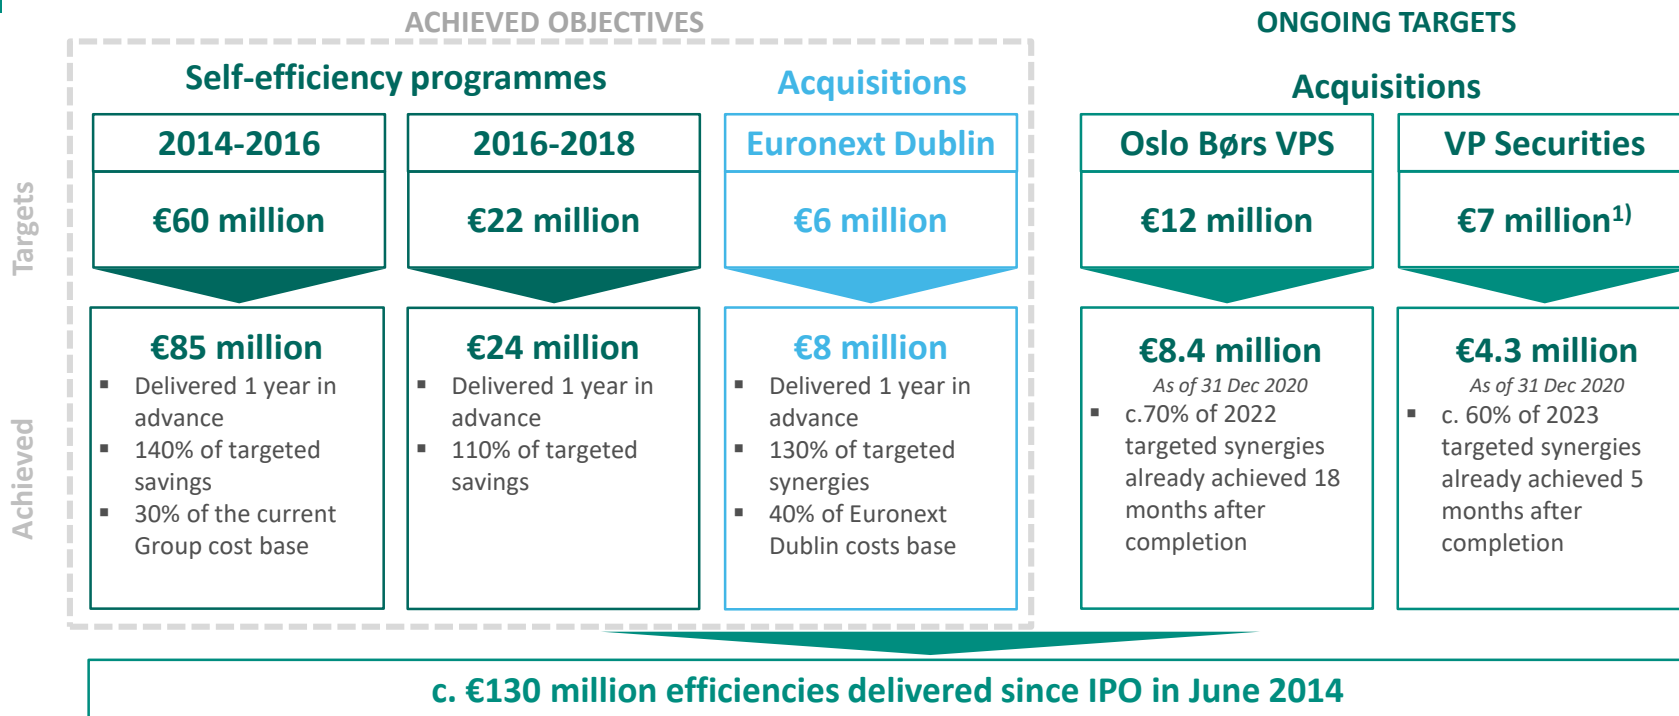 ACHIEVED OBJECTIVES
ONGOING TARGETS
Self-efficiency programmes
Acquisitions
Acquisitions
2014-2016
2016-2018
Euronext Dublin
Oslo Børs VPS
VP Securities
Targets
€60 million
€22 million
€6 million
€12 million
€7 million1)
Achieved
€85 million
▪ Delivered 1 year in
advance
▪ 140% of targeted
savings
▪ 30% of the current
Group cost base
€24 million
▪ Delivered 1 year in
advance
▪ 110% of targeted
savings
€8 million
▪ Delivered 1 year in
advance
▪ 130% of targeted
synergies
▪ 40% of Euronext
Dublin costs base
€8.4 million
As of 31 Dec 2020
▪ c.70% of 2022
targeted synergies
already achieved 18
months after
completion
€4.3 million
As of 31 Dec 2020
▪ c. 60% of 2023
targeted synergies
already achieved 5
months after
completion
c. €130 million efficiencies delivered since IPO in June 2014